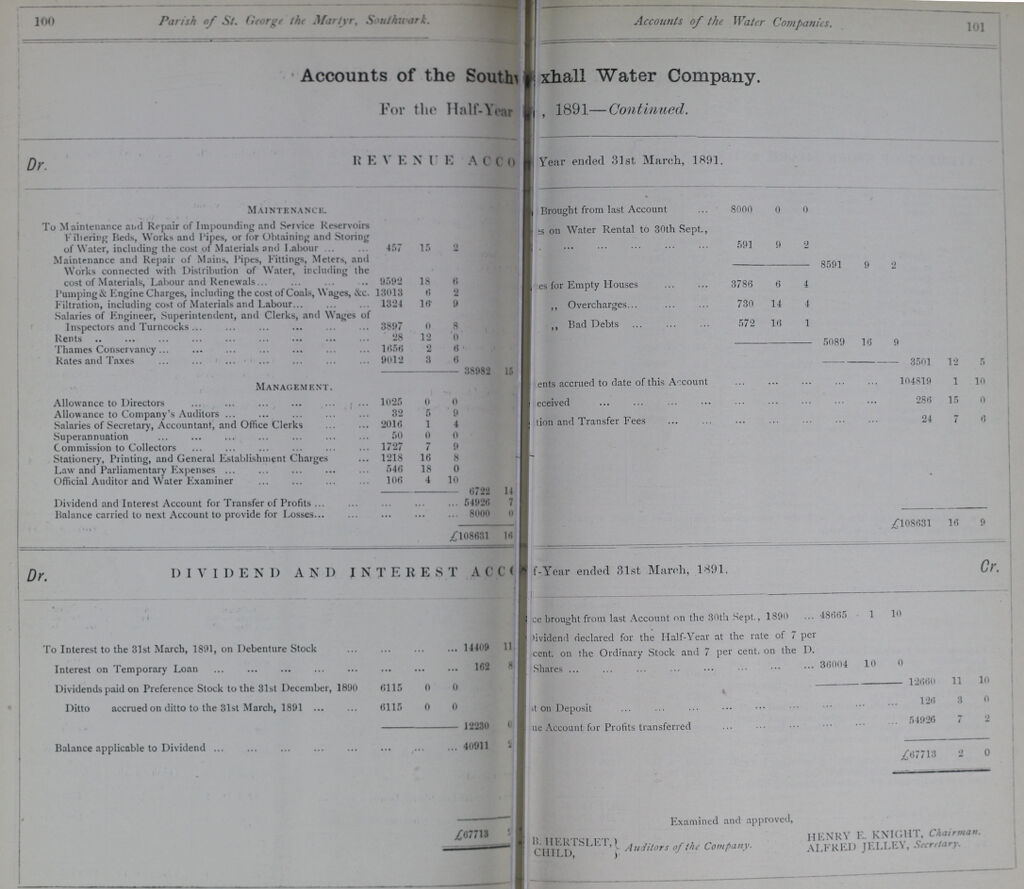 100
Parish of St. George the Martyr, Southwark.
Accounts of the South
For the Half-Year
Dr.
REVENUE ACCO
MAINTENANCE.
To Maintenance and Repair of Impounding and Service Reservoirs
Filtering Beds, Works and Pipes, or for Obtaining and Storing
of Water, including the cost of Materials and Labour ... ... 457 15 2
Maintenance and Repair of Mains, Pipes, Fittings, Meters, and
Works connected with Distribution of Water, including the
cost of Materials, Labour and Renewals... ... ... ... 9592 18 6
Pumping & Engine Charges, including the cost of Coals, Wages, &c. 13013 6 2
Filtration, including cost of Materials and Labour... ... ... 1324 16 9
Salaries of Engineer, Superintendent, and Clerks, and Wages of
Inspectors and Turncocks ... ... ... ... ... ... 3897 0 8
Rents .. ... ... ... ... ... ... ... ... 28 12 0
Thames Conservancy ... ... ... ... ... ... ... 1656 2 6
Rates and Taxes ... ... ... ... ... ... ... 9012 3 6
38982 15
MANAGEMENT.
Allowance to Directors ... ... ... ... ... ... 1025 0 0
Allowance to Company's Auditors ... ... ... ... ... 32 5 9
Salaries of Secretary, Accountant, and Office Clerks ... ... 2016 1 4
Superannuation ... ... ... ... ... ... ... 50 0 0
Commission to Collectors ... ... ... ... ... ... 1727 7 9
Stationery, Printing, and General Establishment Charges ... 1218 16 8
Law and Parliamentary Expenses ... ... ... ... ... 546 18 0
Official Auditor and Water Examiner ... ... ... ... 106 4 10
6722 14
Dividend and Interest Account for Transfer of Profits ... ... ... ... ... 54926 7
Balance carried to next Account to provide for Losses... ... ... ... ... 8000 0
£108631 16
Dr.
DIVIDEND AND INTEREST ACC
To Interest to the 31st March, 1891, on Debenture Stock ... ... ... ... 14409 11
Interest on Temporary Loan ... ... ... ... ... ... ... ... 162 8
Dividends paid on Preference Stock to the 31st December, 1890 6115 0 0
Ditto accrued on ditto to the 31st March, 1891 ... ... 6115 0 0
12230 0
Balance applicable to Dividend ... ... ... ... ... ... ... ... 40911 2
£67713 2
Accounts of the Water Companies.
101
xhall Water Company.
, 1891—Continued.
Year ended 31st March, 1891.
Brought from last Account ... 8000 0 0
es on Water Rental to 30th Sept.,
. ... ... ... ... ... 591 9 2
8591 9 2
es for Empty Houses ... ... 3786 6 4
,, Overcharges... ... ... 730 14 4
,, Bad Debts ... ... ... 572 16 1
5089 16 9
3501 12 5
ents accrued to date of this Account ... ... ... ... ... 104819 1 10
eceived ... ... ... ... ... ... ... ... ... 286 15 0
tion and Transfer Fees ... ... ... ... ... ... ... 24 7 6
£108631 16 9
f-Year ended 31st March, 1891.
Cr.
ce brought from last Account on the 30th Sept., 1890 ... 48665 1 10
Dividend declared for the Half-Year at the rate of 7 per
cent. on the Ordinary Stock and 7 per cent. on the D.
Shares ... ... ... ... ... ... ... ... 36004 10 0
12660 11 10
t on Deposit ... ... ... ... ... ... ... ... ... 126 3 0
ue Account for Profits transferred ... ... ... ... ... ... 54926 7 2
£67713 2 0
Examined and approved,
B. HERTSLET, }
CHILD, } Auditors of the Company.
HENRY E. KNIGHT, Chairman.
ALFRED JELLEY, Secretary.